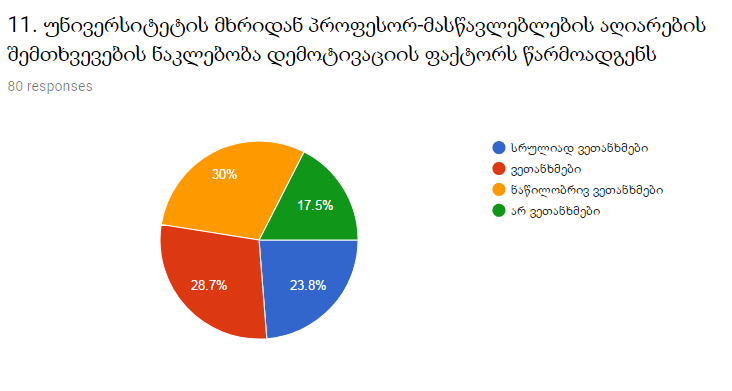 11. უნივერსიტეტის მხრიდან პროფესორ-მასწავლებლების აღიარების
შემთხვევების ნაკლებობა დემოტივაციის ფაქტორს წარმოადგენს
80 responses
სრულიად ვეთანხმები
ვეთანხმები
ნაწილობრივ ვეთანხმები
არ ვეთანხმები
30%
17.5%
28.7%
23.8%